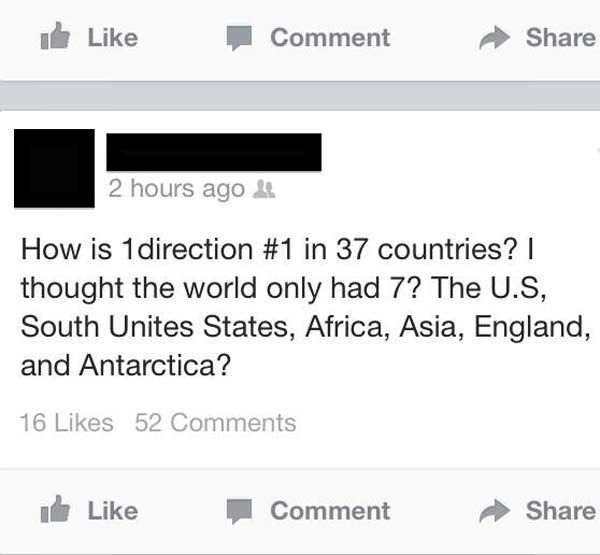 Like Comment Share
2 hours ago
How is 1direction #1 in 37 countries? I
thought the world only had 7? The U.S,
South Unites States, Africa, Asia, England,
and Antarctica?
16 Likes 52 Comments
Like Comment Share